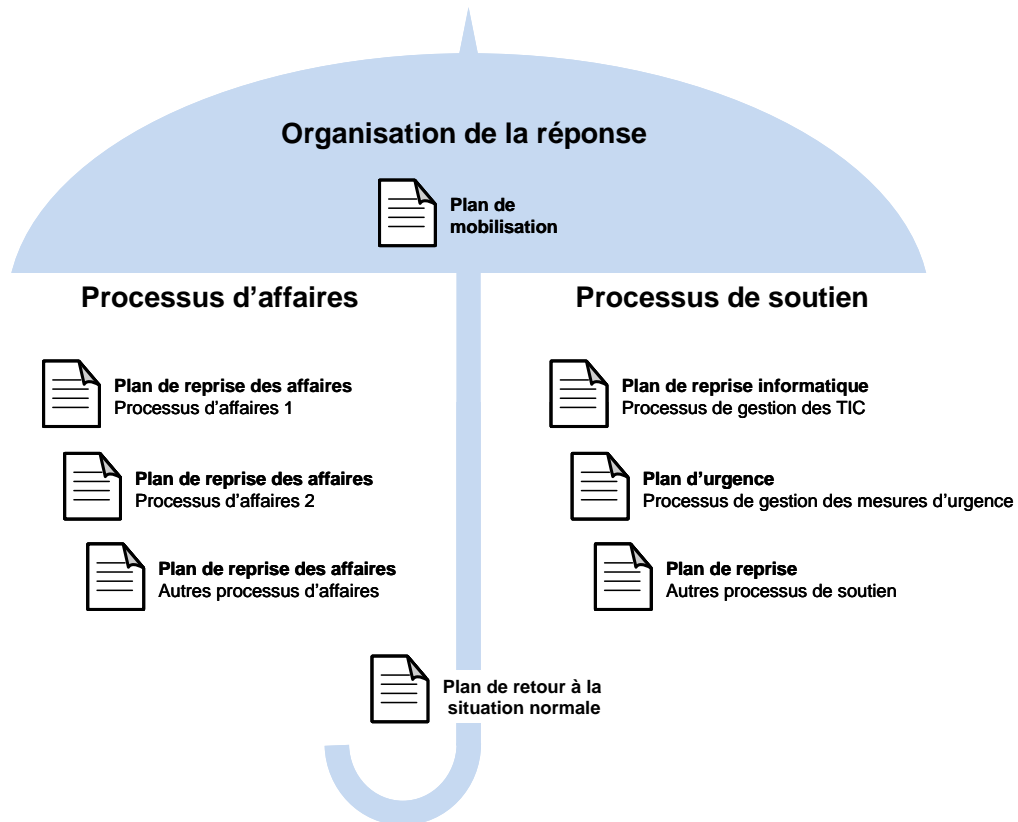 Organisation de la réponse
Plan de
mobilisation
Processus d'affaires
Plan de reprise des affaires
Processus d'affaires 1
Plan de reprise des affaires
Processus d'affaires 2
Plan de reprise des affaires
Autres processus d'affaires
Processus de soutien
Plan de reprise informatique
Processus de gestion des TIC
Plan d'urgence
Processus de gestion des mesures d'urgence
Plan de reprise
Autres processus de soutien
Plan de retour à la
situation normale